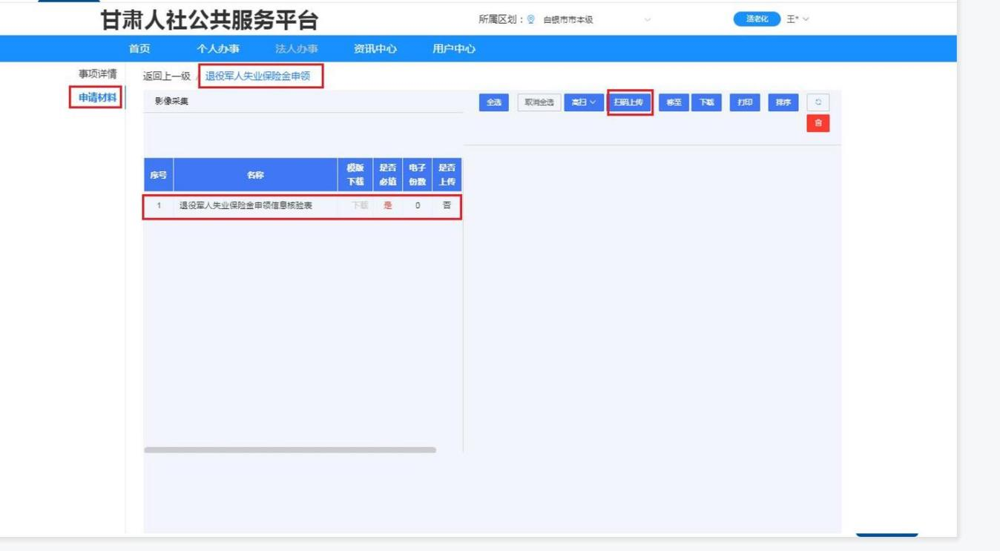 甘肃人社公共服务平台
所属区划： 白银市市本级
适老化 王*
首页 个人办事 法人办事 资讯中心 用户中心
事项详情
申请材料
返回上一级 / 退役军人失业保险金申领
影像采集
全选 取消全选 高扫 扫码上传 移至 下载 打印 排序
序号 名称 模版下载 是否必填 电子份数 是否上传
1 退役军人失业保险金申领信息核验表 下载 是 0 否